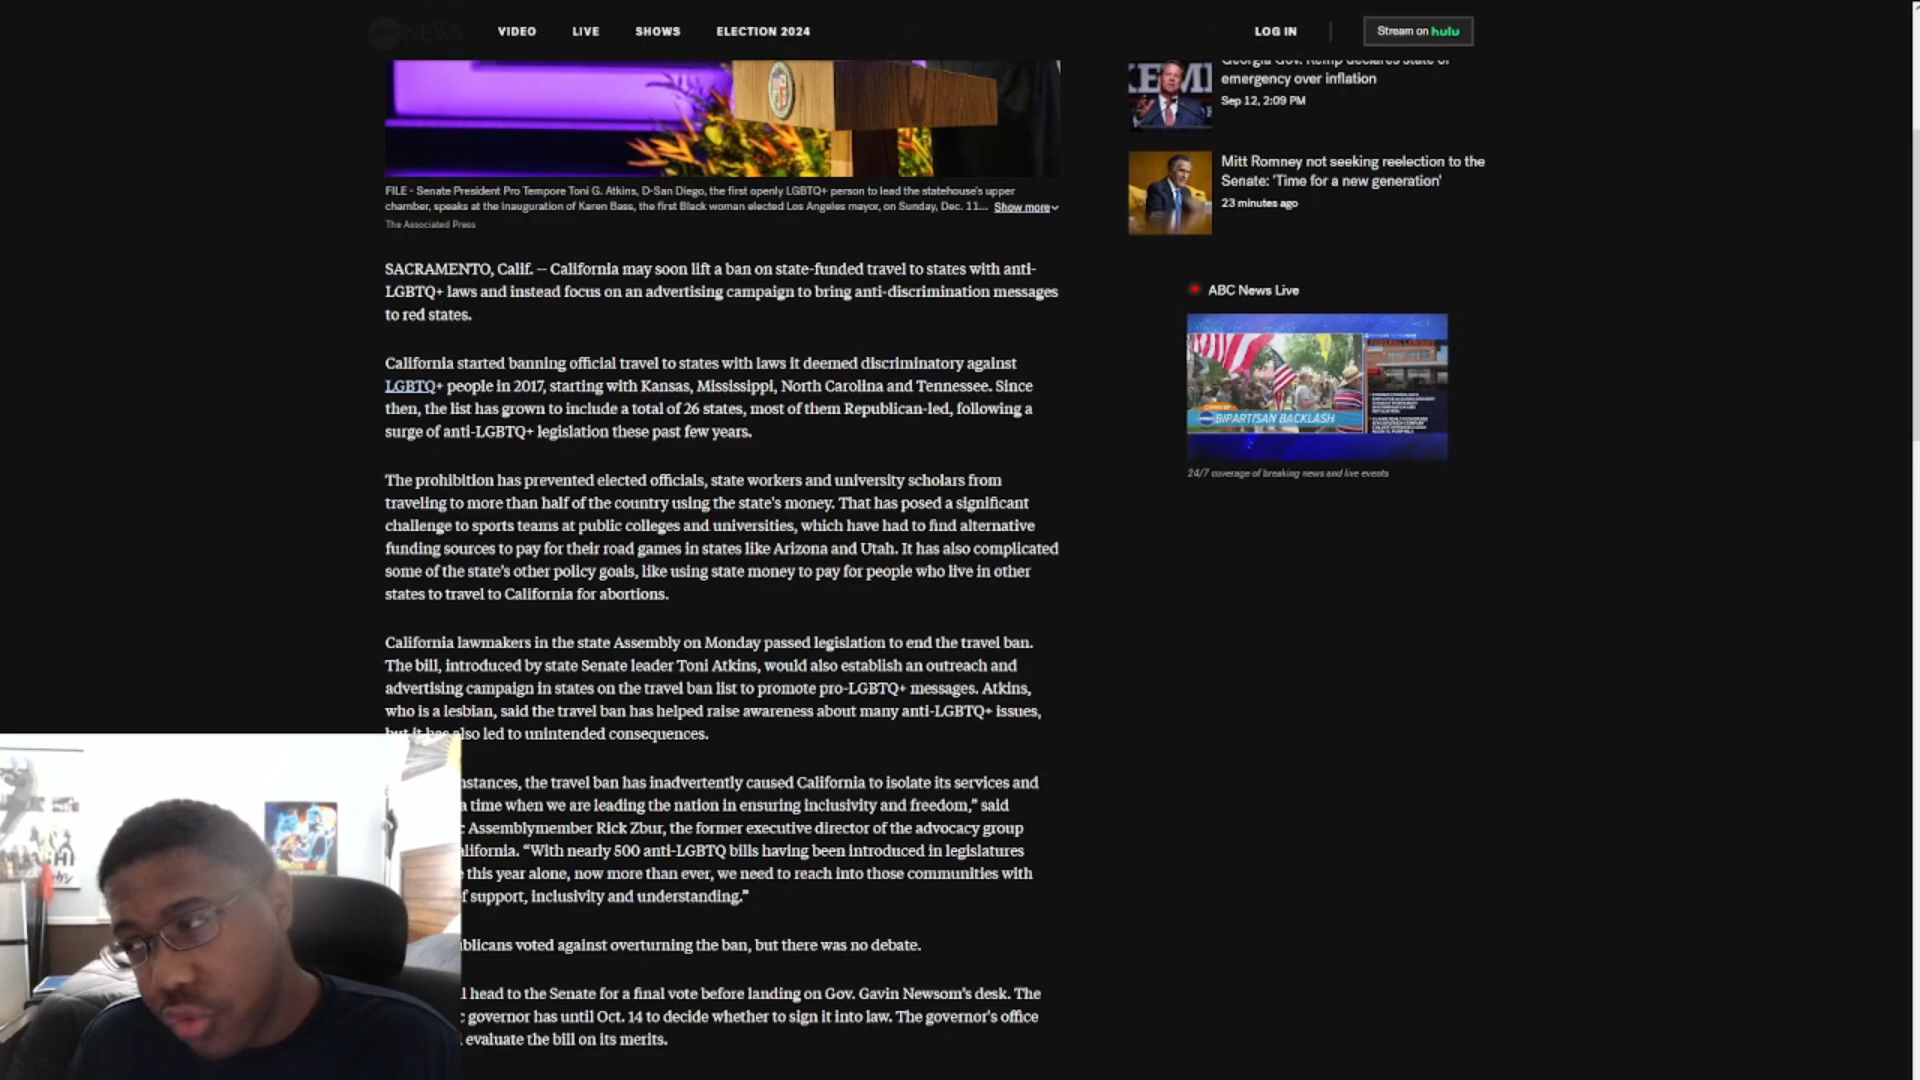 NEWS
VIDEO
LIVE
SHOWS
ELECTION 2024
LOG IN
Stream on hulu
FILE - Senate President Pro Tempore Toni G. Atkins, D-San Diego, the first openly LGBTQ+ person to lead the statehouse's upper
chamber, speaks at the inauguration of Karen Bass, the first Black woman elected Los Angeles mayor, on Sunday, Dec. 11... Show more
The Associated Press
SACRAMENTO, Calif. -- California may soon lift a ban on state-funded travel to states with anti-
LGBTQ+ laws and instead focus on an advertising campaign to bring anti-discrimination messages
to red states.
California started banning official travel to states with laws it deemed discriminatory against
LGBTQ+ people in 2017, starting with Kansas, Mississippi, North Carolina and Tennessee. Since
then, the list has grown to include a total of 26 states, most of them Republican-led, following a
surge of anti-LGBTQ+ legislation these past few years.
The prohibition has prevented elected officials, state workers and university scholars from
traveling to more than half of the country using the state's money. That has posed a significant
challenge to sports teams at public colleges and universities, which have had to find alternative
funding sources to pay for their road games in states like Arizona and Utah. It has also complicated
some of the state's other policy goals, like using state money to pay for people who live in other
states to travel to California for abortions.
California lawmakers in the state Assembly on Monday passed legislation to end the travel ban.
The bill, introduced by state Senate leader Toni Atkins, would also establish an outreach and
advertising campaign in states on the travel ban list to promote pro-LGBTQ+ messages. Atkins,
who is a lesbian, said the travel ban has helped raise awareness about many anti-LGBTQ+ issues,
but it has also led to unintended consequences.
nstances, the travel ban has inadvertently caused California to isolate its services and
a time when we are leading the nation in ensuring inclusivity and freedom,” said
c Assemblymember Rick Zbur, the former executive director of the advocacy group
alifornia. “With nearly 500 anti-LGBTQ bills having been introduced in legislatures
this year alone, now more than ever, we need to reach into those communities with
f support, inclusivity and understanding.”
blicans voted against overturning the ban, but there was no debate.
l head to the Senate for a final vote before landing on Gov. Gavin Newsom's desk. The
c governor has until Oct. 14 to decide whether to sign it into law. The governor's office
evaluate the bill on its merits.
Georgia Gov. Kemp declares state of
emergency over inflation
Sep 12, 2:09 PM
KEM
Mitt Romney not seeking reelection to the
Senate: 'Time for a new generation'
23 minutes ago
ABC News Live
BIPARTISAN BACKLASH
24/7 coverage of breaking news and live events